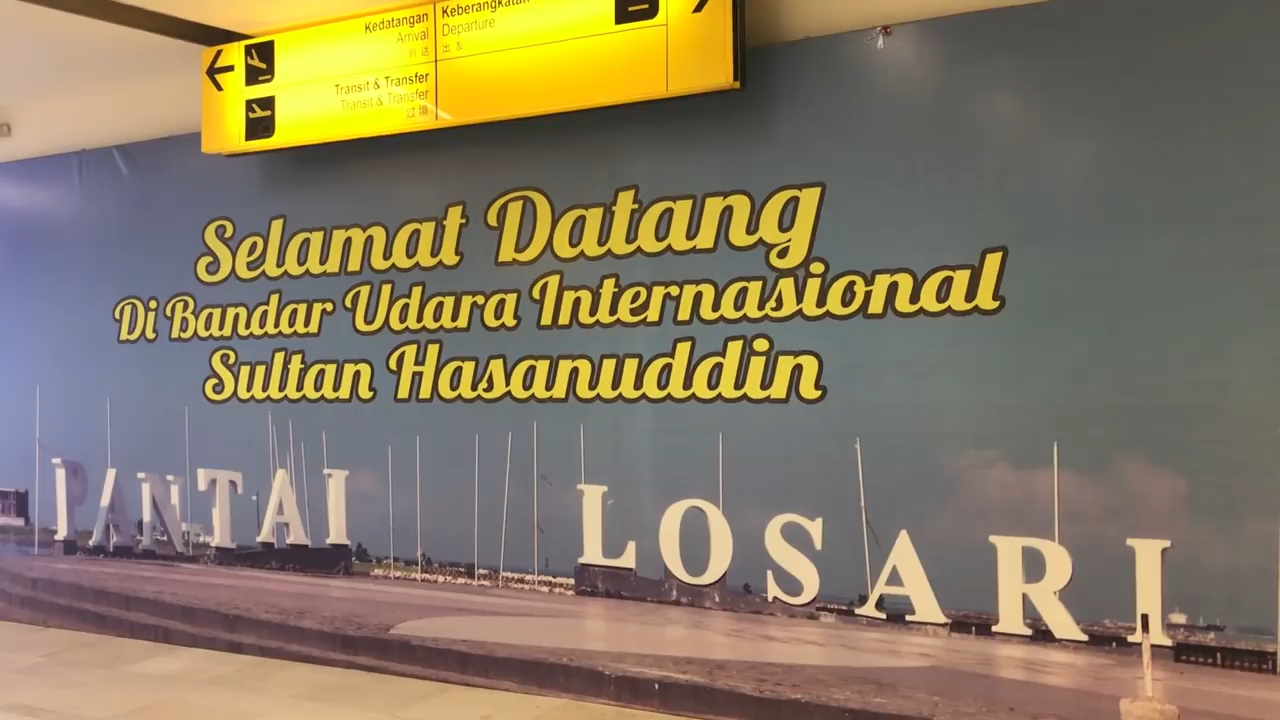 Kedatangan
Arrival
到 达
Transit & Transfer
Transit & Transfer
过 境
Keberangkatan
Departure
出 发
Selamat Datang
Di Bandar Udara Internasional
Sultan Hasanuddin
PANTAI LOSARI